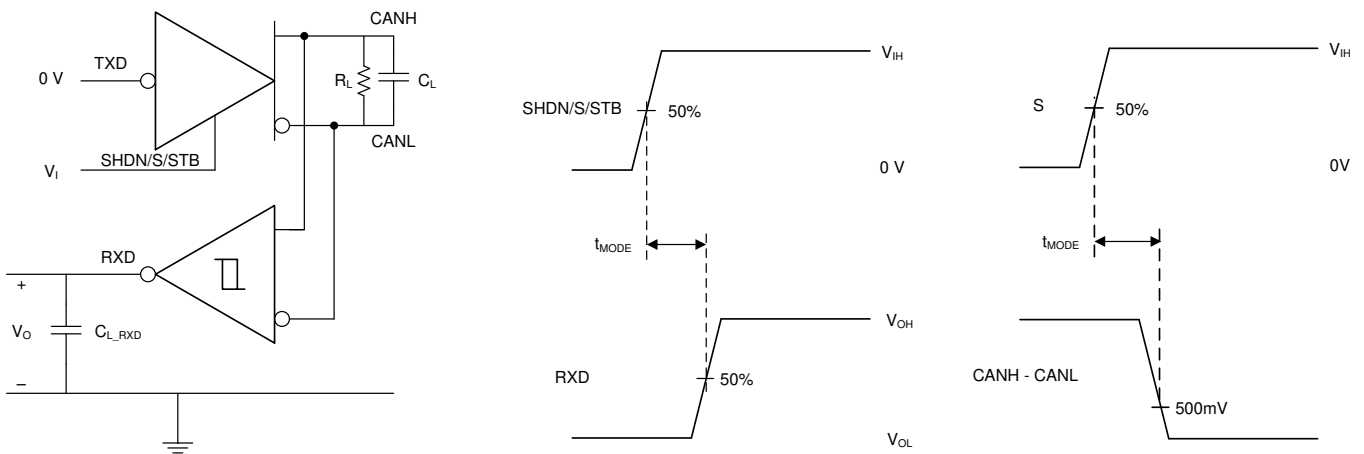 CANH
TXD
0 V
R_L
C_L
CANL
SHDN/S/STB
V_I
RXD
+
V_O
C_L_RXD
–
V_IH
SHDN/S/STB
50%
0 V
t_MODE
V_OH
RXD
50%
V_OL
V_IH
S
50%
0V
t_MODE
CANH - CANL
500mV